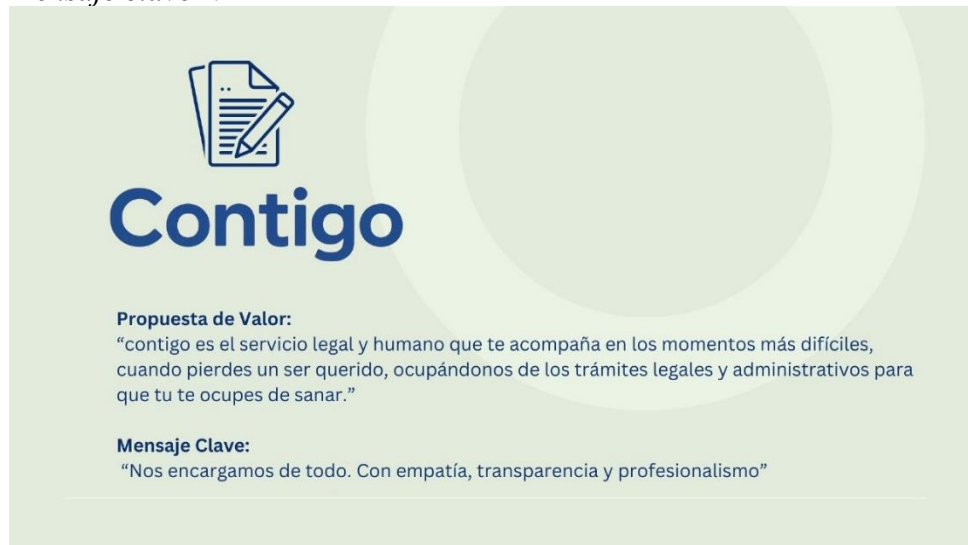 Contigo
Propuesta de Valor:
“contigo es el servicio legal y humano que te acompaña en los momentos más difíciles,
cuando pierdes un ser querido, ocupándonos de los trámites legales y administrativos para
que tu te ocupes de sanar.”
Mensaje Clave:
“Nos encargamos de todo. Con empatía, transparencia y profesionalismo”